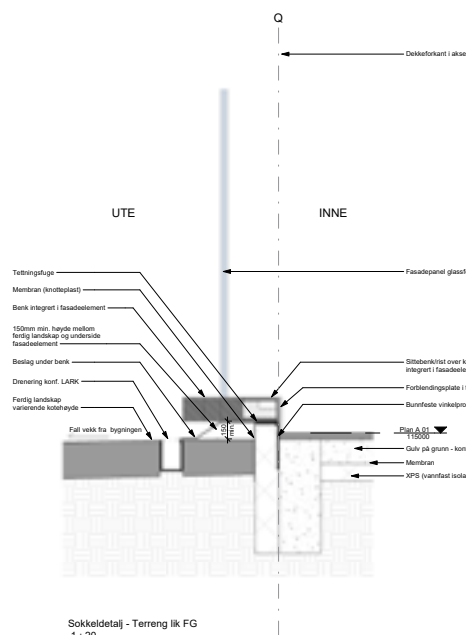 Q
Dekkeforkant i akse
UTE
INNE
Tettningsfuge
Membran (knotteplast)
Benk integrert i fasadeelement
150mm min. høyde mellom
ferdig landskap og underside
fasadeelement
Beslag under benk
Drenering konf. LARK
Ferdig landskap
varierende kotehøyde
Fall vekk fra bygningen
150
min.
Fasadepanel glassf
Sittebenk/rist over k
integrert i fasadeele
Forblendingsplate i
Bunnfeste vinkelpro
Plan A 01
115000
Gulv på grunn - kon
Membran
XPS (vannfast isola
Sokkeldetalj - Terreng lik FG
1 : 20